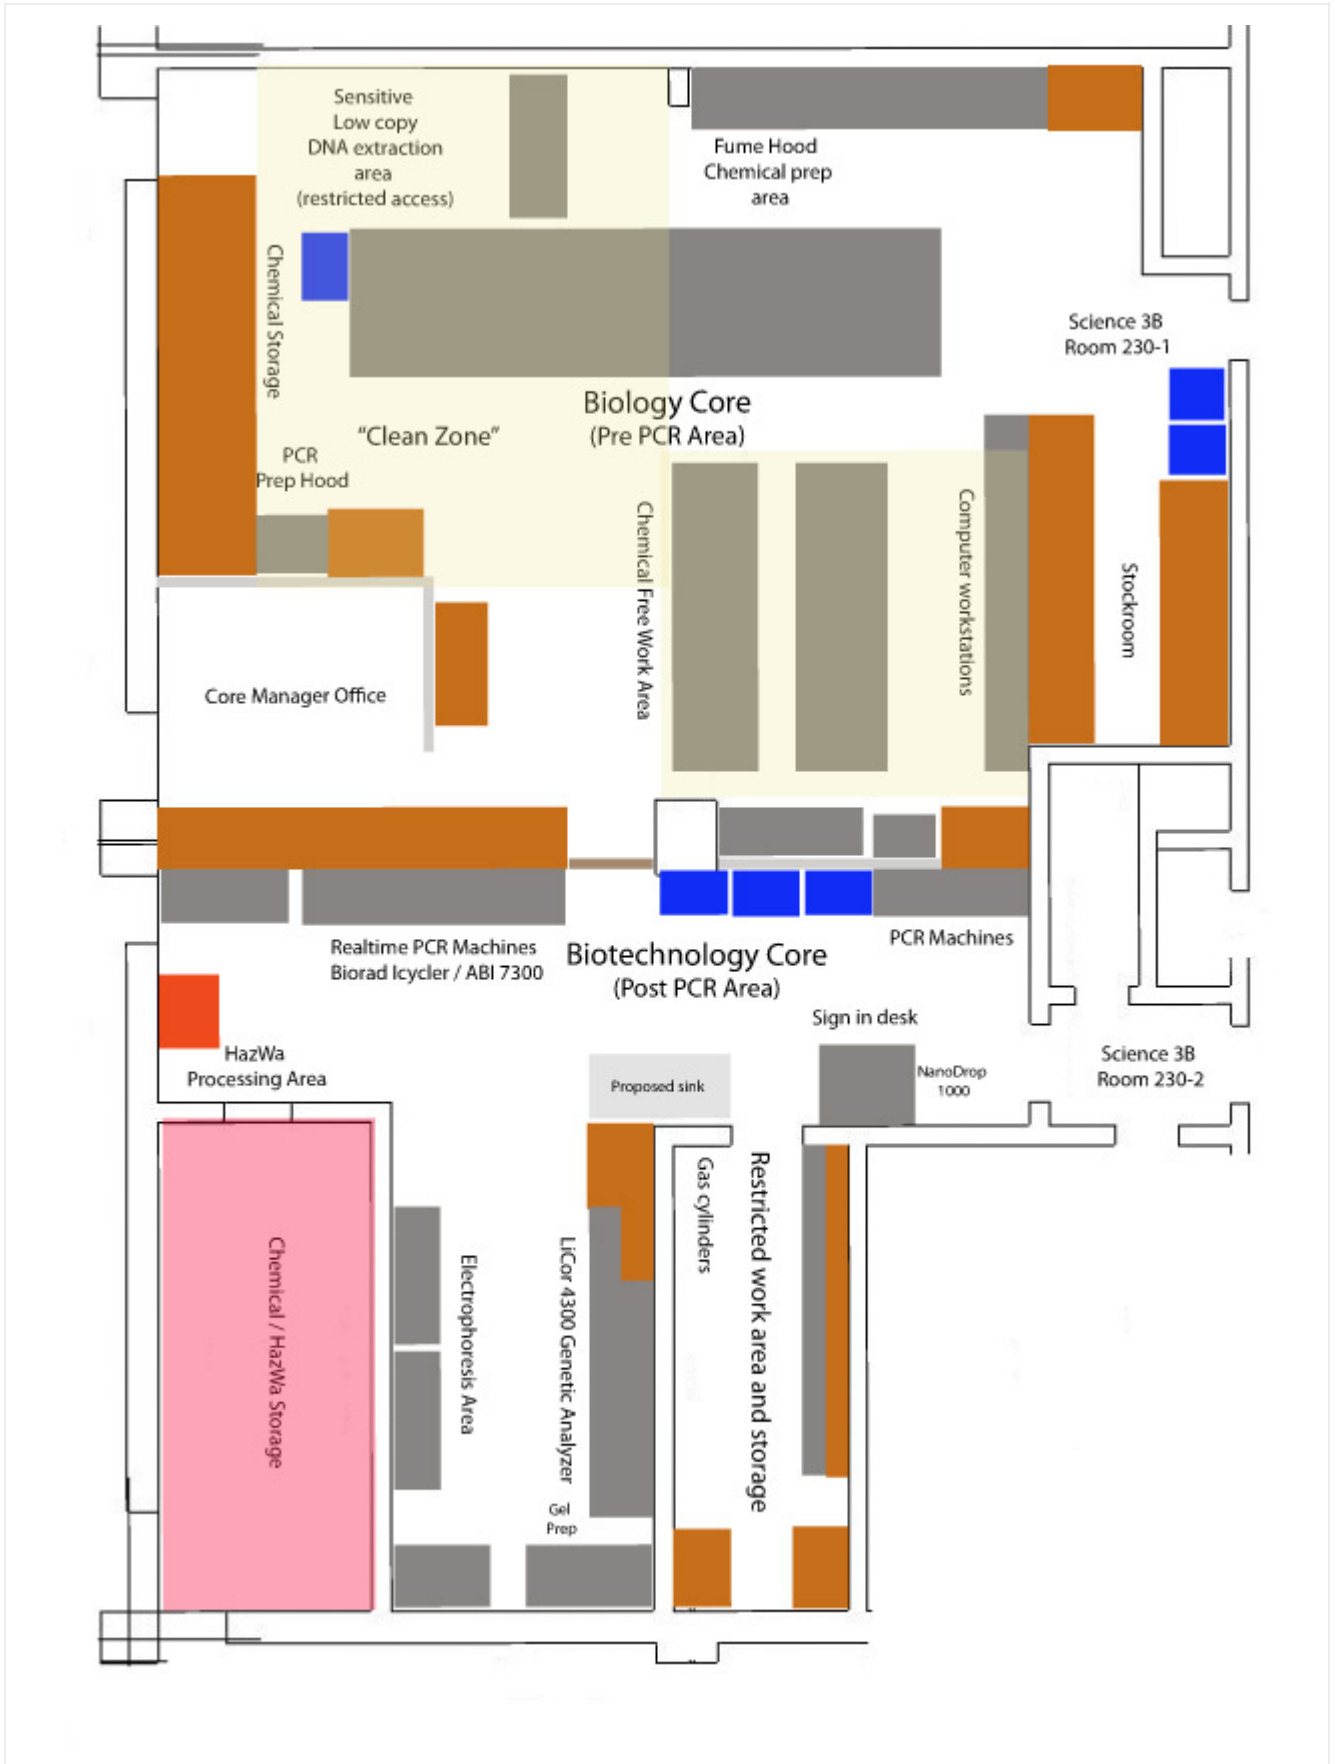 Sensitive
Low copy
DNA extraction
area
(restricted access)
Fume Hood
Chemical prep
area
Chemical Storage
Science 3B
Room 230-1
Biology Core
(Pre PCR Area)
“Clean Zone”
PCR
Prep Hood
Chemical Free Work Area
Computer workstations
Stockroom
Core Manager Office
Realtime PCR Machines
Biorad Icycler / ABI 7300
Biotechnology Core
(Post PCR Area)
PCR Machines
Sign in desk
HazWa
Processing Area
Proposed sink
NanoDrop
1000
Science 3B
Room 230-2
Chemical / HazWa Storage
Electrophoresis Area
LiCor 4300 Genetic Analyzer
Gel
Prep
Gas cylinders
Restricted work area and storage